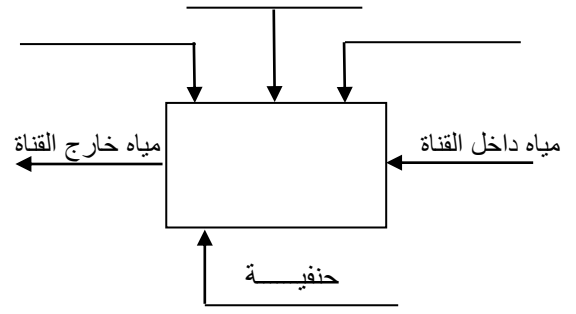 مياه داخل القناة
مياه خارج القناة
حنفيـــــة